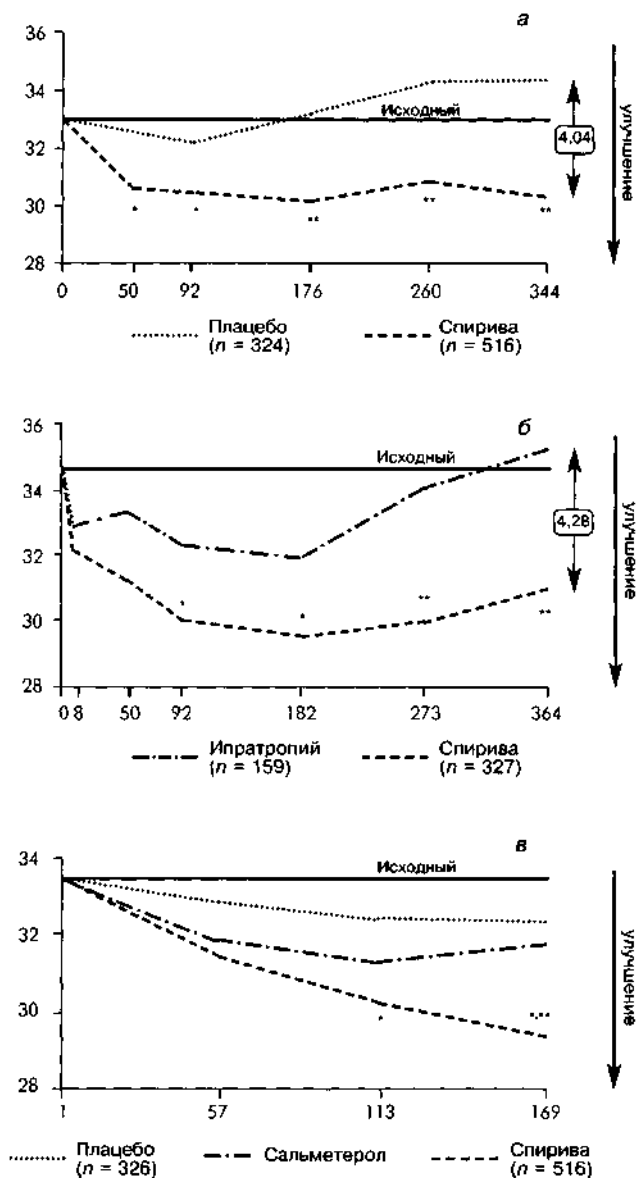 а
36
34
32
30
28
Исходный
4,04
улучшение
* * ** ** **
0 50 92 176 260 344
Плацебо Спирива
(n = 324) (n = 516)
б
36
34
32
30
28
Исходный
4,28
улучшение
* * ** **
0 8 50 92 182 273 364
Ипратропий Спирива
(n = 159) (n = 327)
в
34
32
30
28
Исходный
улучшение
*
1 57 113 169
Плацебо Сальметерол Спирива
(n = 326) (n = 516)